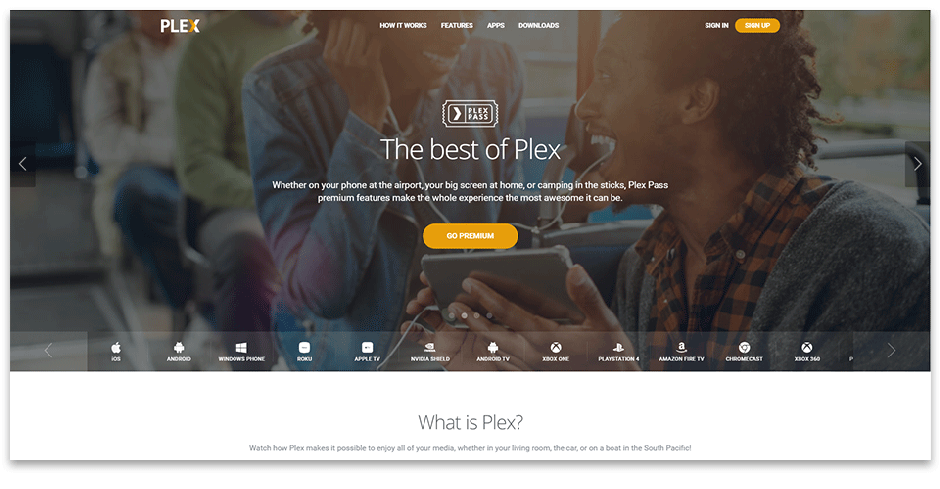 PLEX
HOW IT WORKS
FEATURES
APPS
DOWNLOADS
SIGN IN
SIGN UP
PLEX
PASS
The best of Plex
Whether on your phone at the airport, your big screen at home, or camping in the sticks, Plex Pass
premium features make the whole experience the most awesome it can be.
GO PREMIUM
iOS
ANDROID
WINDOWS PHONE
ROKU
APPLE TV
NVIDIA SHIELD
ANDROID TV
XBOX ONE
PLAYSTATION 4
AMAZON FIRE TV
CHROMECAST
XBOX 360
P
What is Plex?
Watch how Plex makes it possible to enjoy all of your media, whether in your living room, the car, or on a boat in the South Pacific!